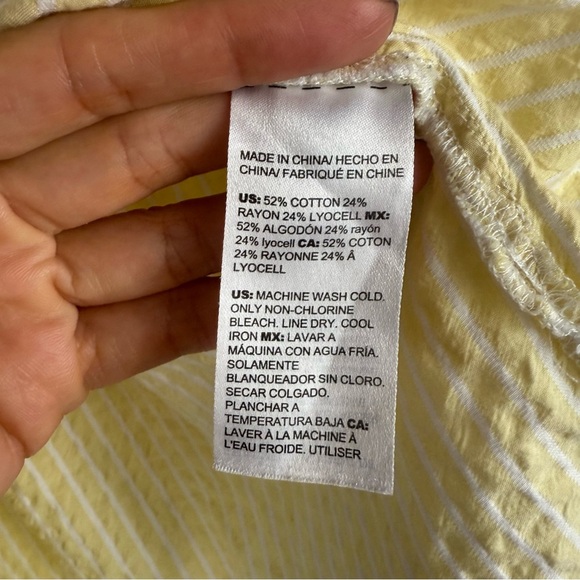 MADE IN CHINA/ HECHO EN
CHINA/ FABRIQUÉ EN CHINE
US: 52% COTTON 24%
RAYON 24% LYOCELL MX:
52% ALGODÓN 24% rayón
24% lyocell CA: 52% COTON
24% RAYONNE 24% À
LYOCELL
US: MACHINE WASH COLD.
ONLY NON-CHLORINE
BLEACH. LINE DRY. COOL
IRON MX: LAVAR A
MÁQUINA CON AGUA FRÍA.
SOLAMENTE
BLANQUEADOR SIN CLORO.
SECAR COLGADO.
PLANCHAR A
TEMPERATURA BAJA CA:
LAVER À LA MACHINE À
L'EAU FROIDE. UTILISER